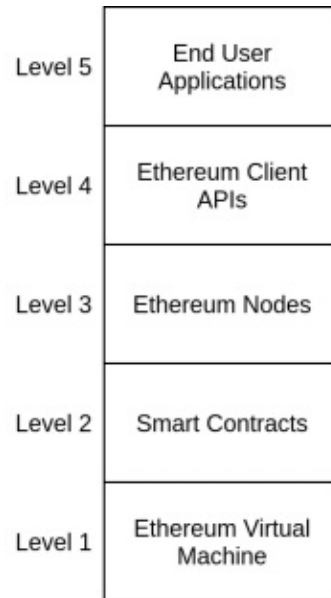 Level 5
End User
Applications
Level 4
Ethereum Client
APIs
Level 3
Ethereum Nodes
Level 2
Smart Contracts
Level 1
Ethereum Virtual
Machine